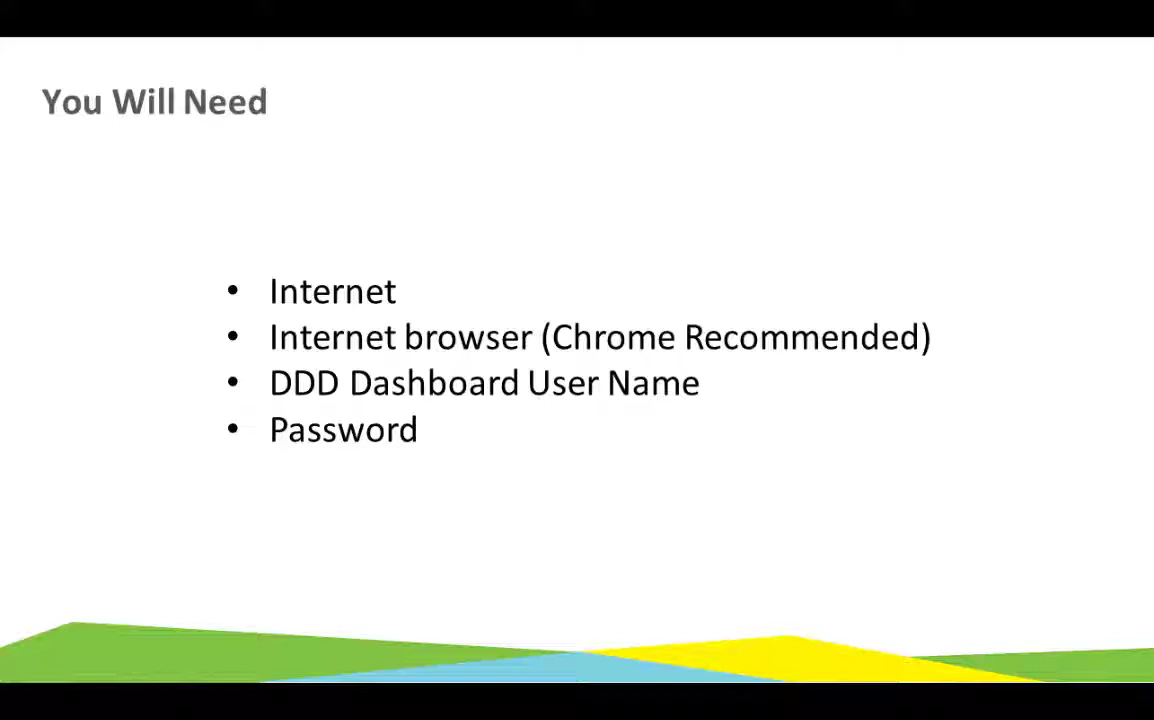 You Will Need
• Internet
• Internet browser (Chrome Recommended)
• DDD Dashboard User Name
• Password